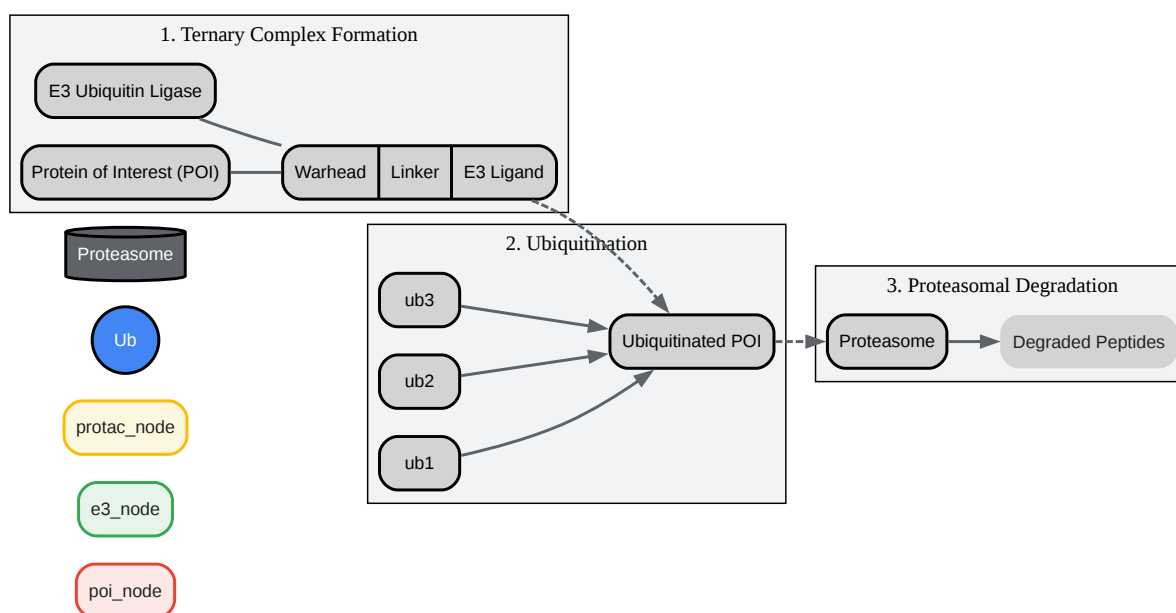 1. Ternary Complex Formation
E3 Ubiquitin Ligase
Protein of Interest (POI)
Warhead
Linker
E3 Ligand
Proteasome
Ub
protac_node
e3_node
poi_node
2. Ubiquitination
ub3
ub2
ub1
Ubiquitinated POI
3. Proteasomal Degradation
Proteasome
Degraded Peptides